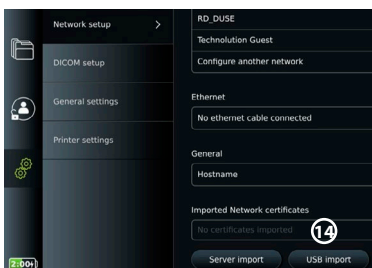 Network setup >
DICOM setup
General settings
Printer settings
2:00
RD_DUSE
Technolution Guest
Configure another network
Ethernet
No ethernet cable connected
General
Hostname
Imported Network certificates
No certificates imported
14
Server import
USB import